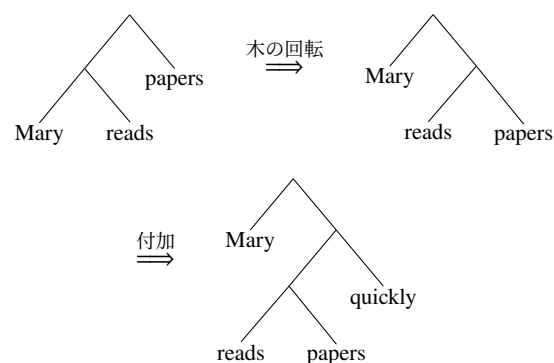 木の回転
papers
Mary
Mary
reads
reads
papers
付加
Mary
quickly
reads
papers